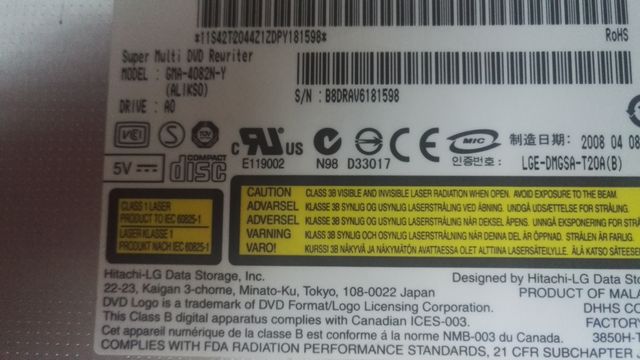 *11S42T2044Z1ZDPY181598*
RoHS
Super Multi DVD Rewriter
MODEL : GMA-4082N-Y
(ALIKSO)
DRIVE : A0
S/N : B8DRAV6181598
VEI S TÜV
c RU US
E119002
N98 D33017
CE
MIC
制造日期: 2008 04 08
인증번호: LGE-DMGSA-T20A(B)
5V
COMPACT
disc
CLASS 1 LASER
PRODUCT TO IEC 60825-1
LASER KLASSE 1
PRODUKT NACH IEC 60825-1
CAUTION CLASS 3B VISIBLE AND INVISIBLE LASER RADIATION WHEN OPEN. AVOID EXPOSURE TO THE BEAM.
ADVARSEL KLASSE 3B SYNLIG OG USYNLIG LASERSTRÅLING VED ÅBNING. UNDGÅ UDSÆTTELSE FOR STRÅLING.
ADVERSEL KLASSE 3B SYNLIG OG USYNLIG LASERSTRÅLING NÅR DEKSEL ÅPENS. UNNGÅ EKSPONERING FOR STRÅ
VARNING KLASS 3B SYNLIG OCH OSYNLIG LASERSTRÅLNING NÄR DENNA DEL ÄR ÖPPNAD. STRÅLEN ÄR FARLIG.
VARO! KURSSI 3B NÄKYVÄ JA NÄKYMÄTÖN AVATTAESSA OLET ALTTIINA LASERSÄTEILYLLE. ÄLÄ KATSO SÄTEESE
Hitachi-LG Data Storage, Inc.
22-23, Kaigan 3-chome, Minato-Ku, Tokyo, 108-0022 Japan
DVD Logo is a trademark of DVD Format/Logo Licensing Corporation.
This Class B digital apparatus complies with Canadian ICES-003.
Cet appareil numérique de la classe B est conforme á la norme NMB-003 du Canada.
COMPLIES WITH FDA RADIATION PERFORMANCE STANDARDS, 21 CFR SUBCHAPTER
Designed by Hitachi-LG Data
PRODUCT OF MALA
DHHS CO
FACTORY
3850H-